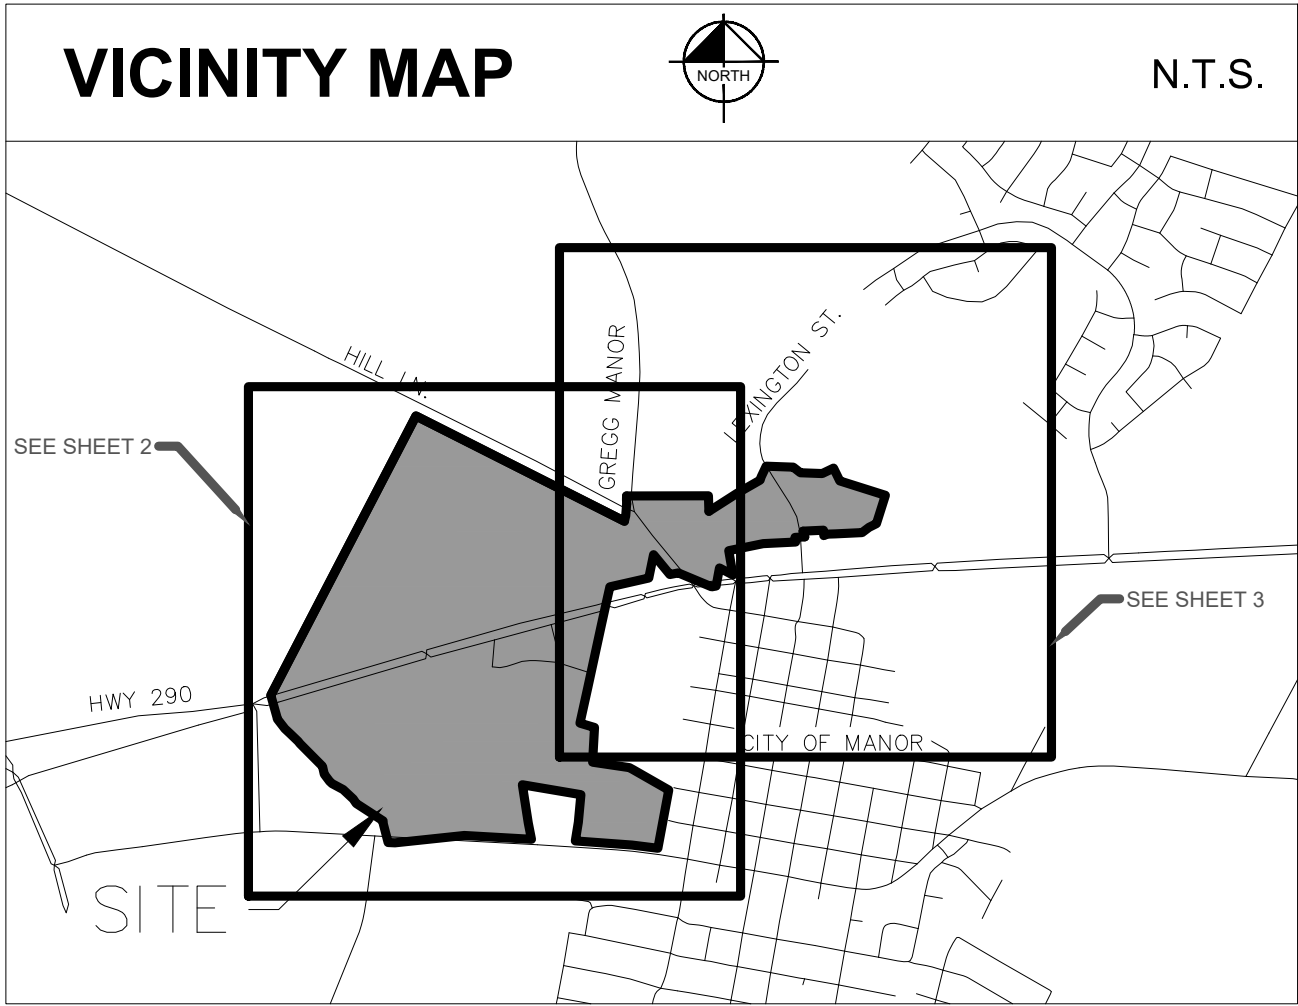 VICINITY MAP
NORTH
N.T.S.
HILL LN.
GREGG MANOR
LEXINGTON ST.
SEE SHEET 2
SEE SHEET 3
HWY 290
CITY OF MANOR
SITE